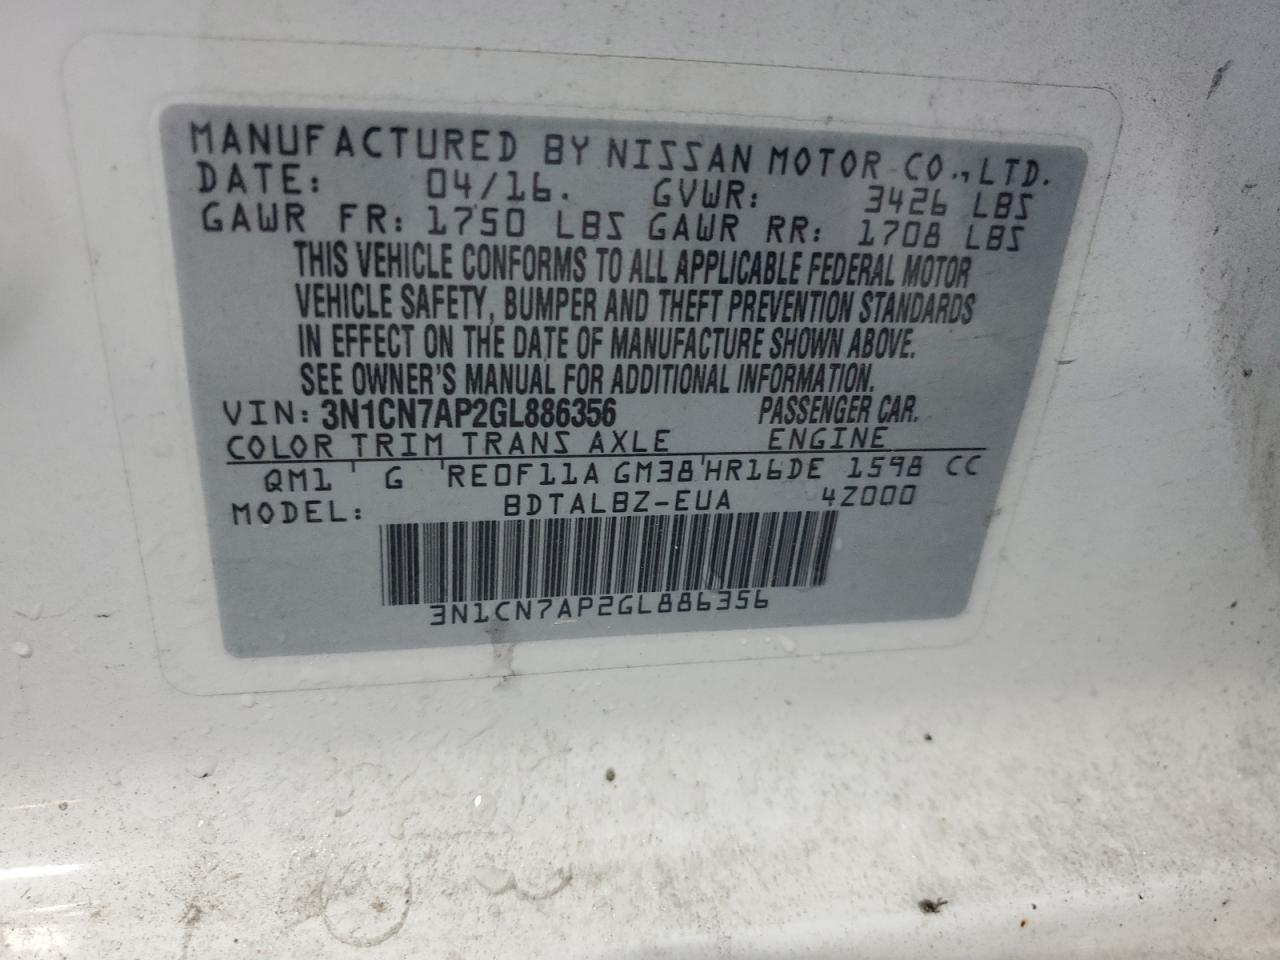 MANUFACTURED BY NISSAN MOTOR CO., LTD.
DATE: 04/16. GVWR: 3426 LBS
GAWR FR: 1750 LBS GAWR RR: 1708 LBS
THIS VEHICLE CONFORMS TO ALL APPLICABLE FEDERAL MOTOR
VEHICLE SAFETY, BUMPER AND THEFT PREVENTION STANDARDS
IN EFFECT ON THE DATE OF MANUFACTURE SHOWN ABOVE.
SEE OWNER'S MANUAL FOR ADDITIONAL INFORMATION.
VIN: 3N1CN7AP2GL886356 PASSENGER CAR.
COLOR TRIM TRANS AXLE ENGINE
QM1 ' G 'RE0F11A GM38'HR16DE 1598 CC
MODEL: BDTALBZ-EUA 4Z000
3N1CN7AP2GL886356